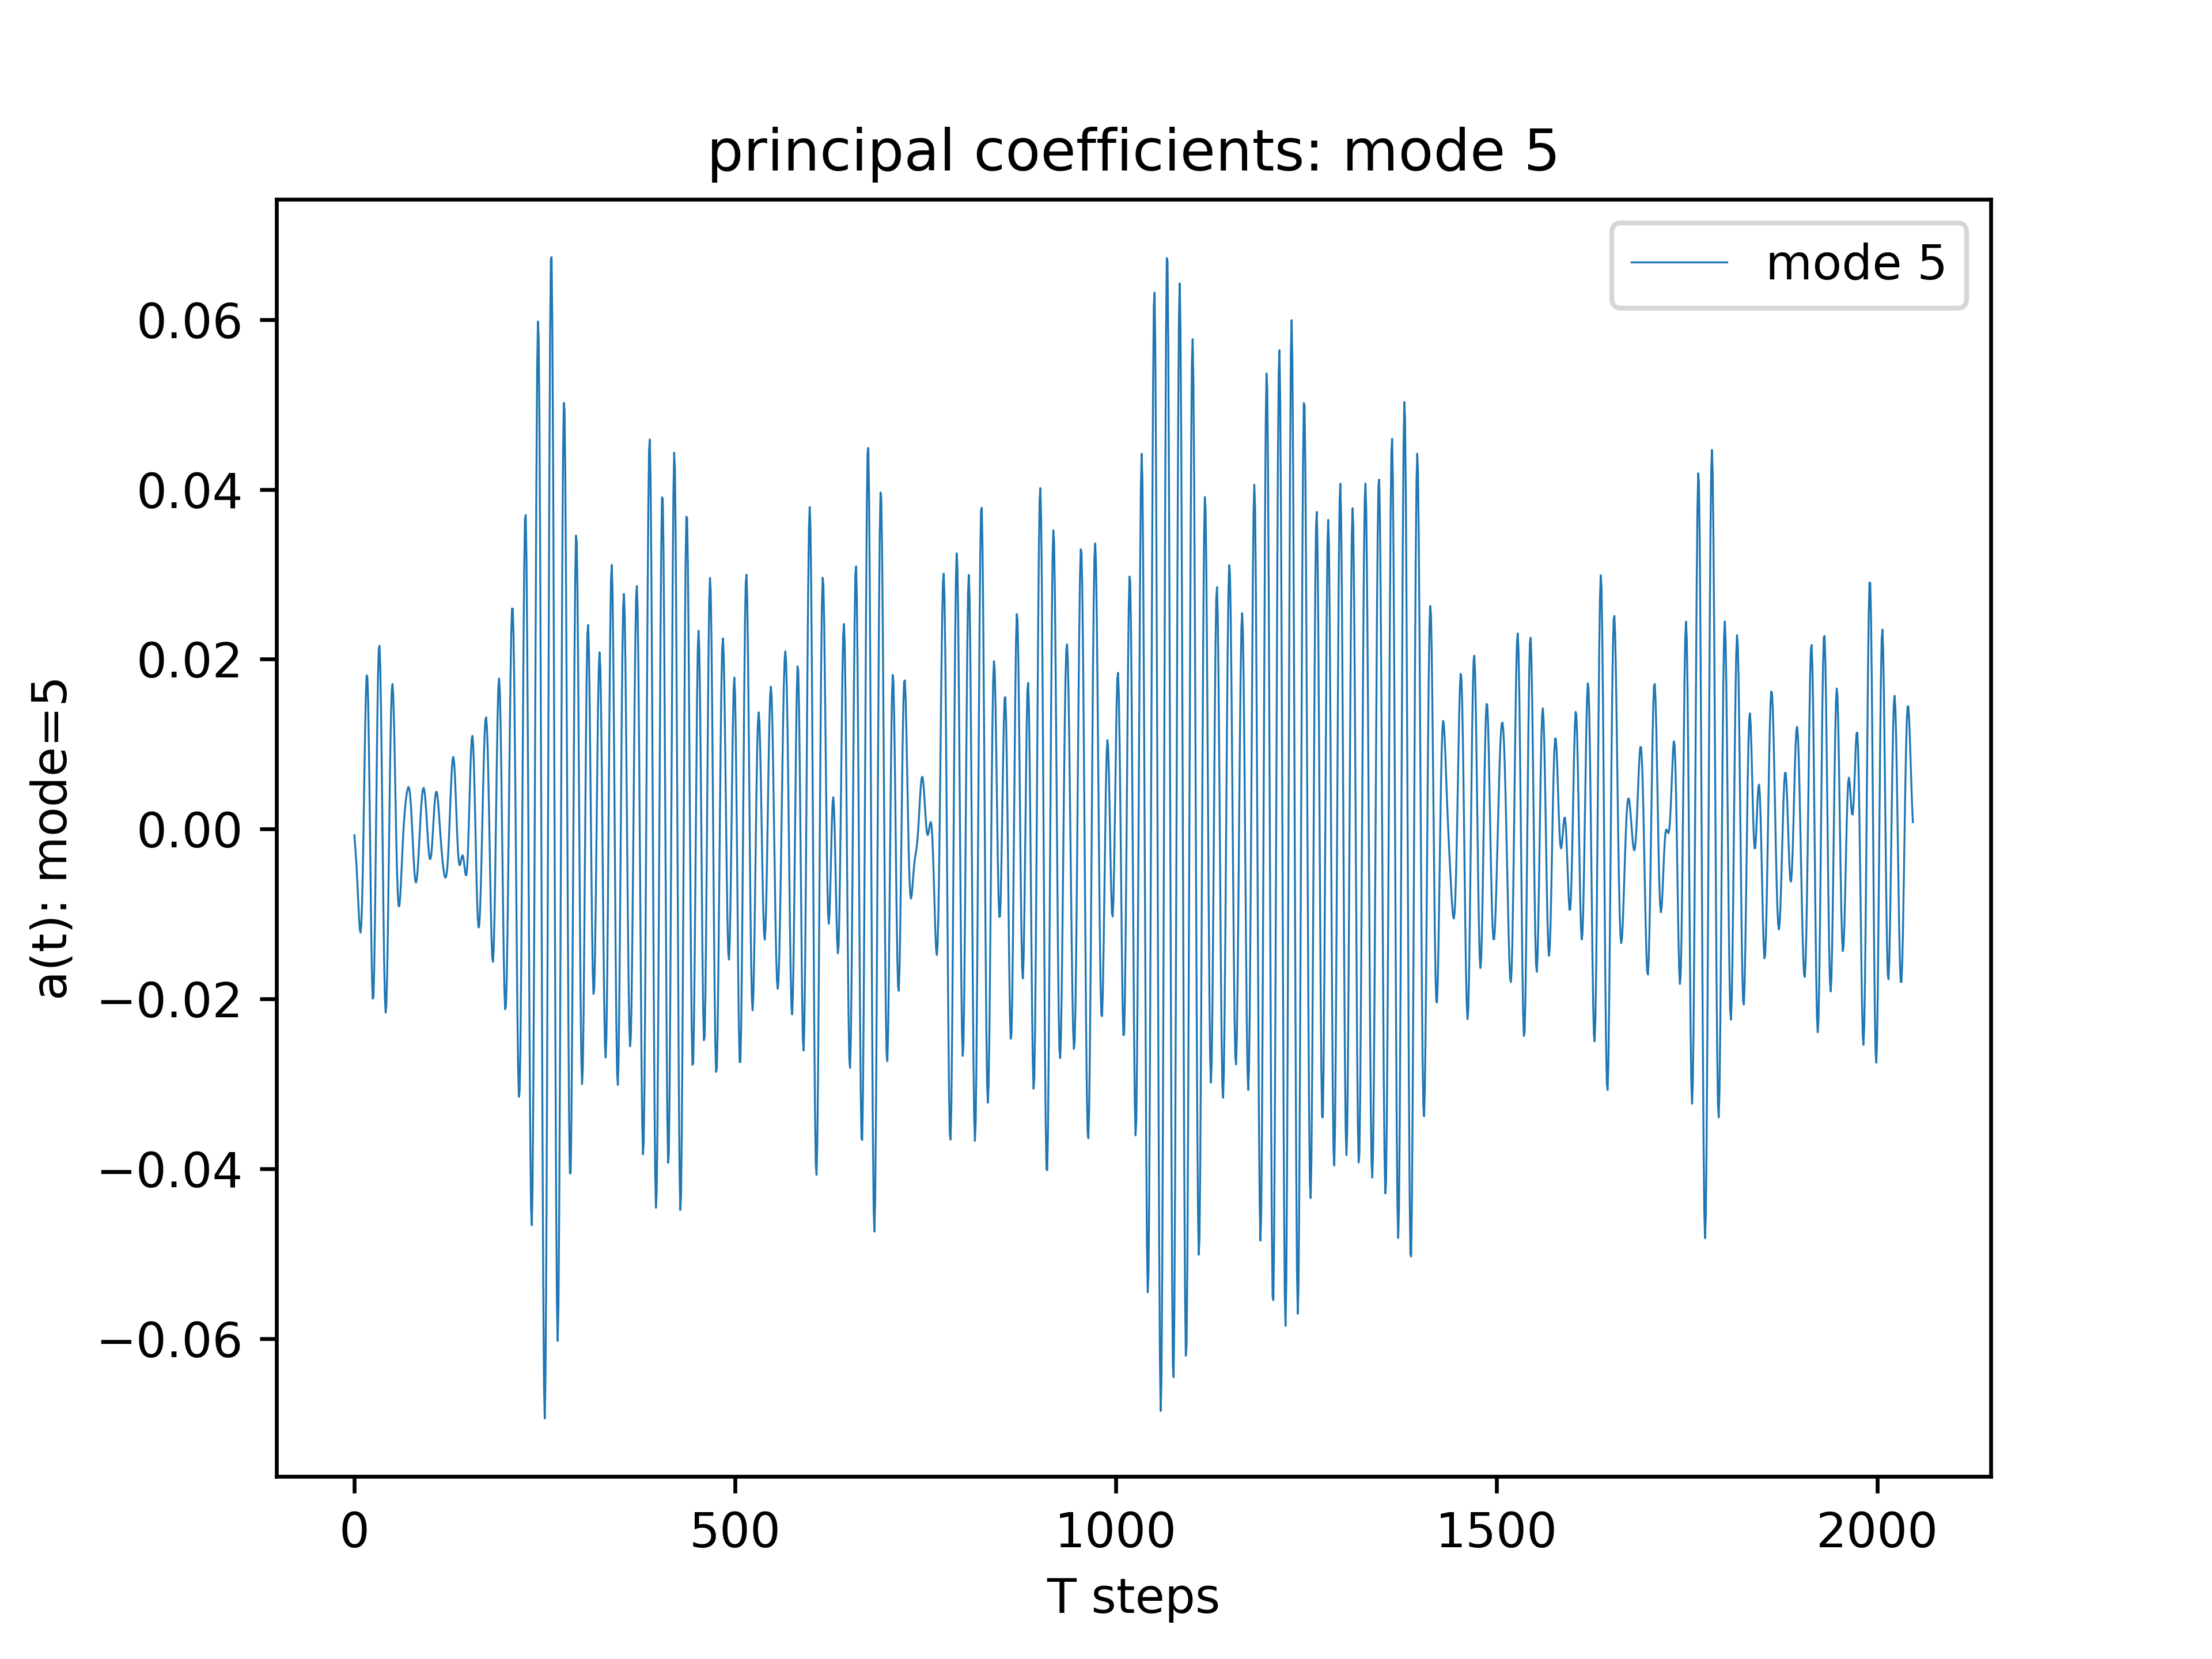 principal coefficients: mode 5
mode 5
0.06
0.04
0.02
0.00
−0.02
−0.04
−0.06
a(t): mode=5
0 500 1000 1500 2000
T steps